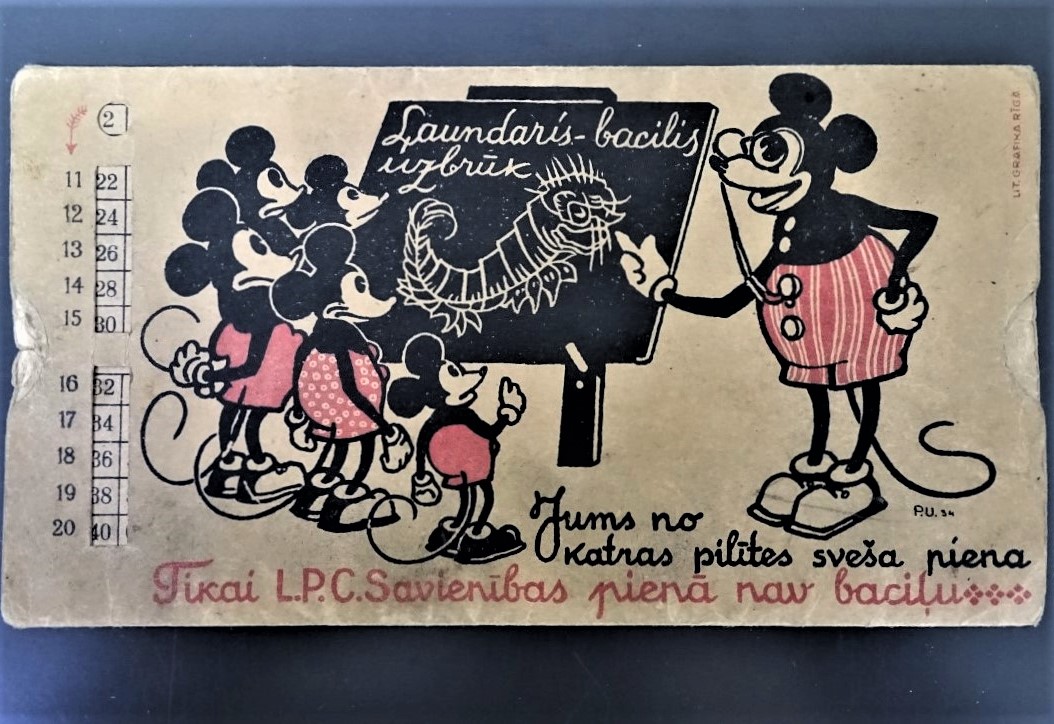 2
11 22
12 24
13 26
14 28
15 30
16 32
17 34
18 36
19 38
20 40
Ļaundaris-bacilis
uzbrūk
LIT. GRAFIKA RĪGĀ
P.U. 34
Jums no
katras pilītes sveša piena
Tikai L.P.C.Savienības pienā nav baciļu